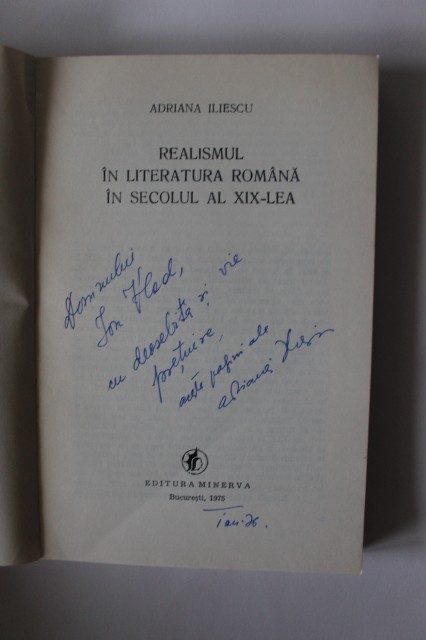 ADRIANA ILIESCU
REALISMUL
ÎN LITERATURA ROMÂNĂ
ÎN SECOLUL AL XIX-LEA
Domnului
Ion Vlad,
cu deosebită și vie
prețuire,
aceste pagini ale
Adrianei
EDITURA MINERVA
București, 1975
ian. 76.